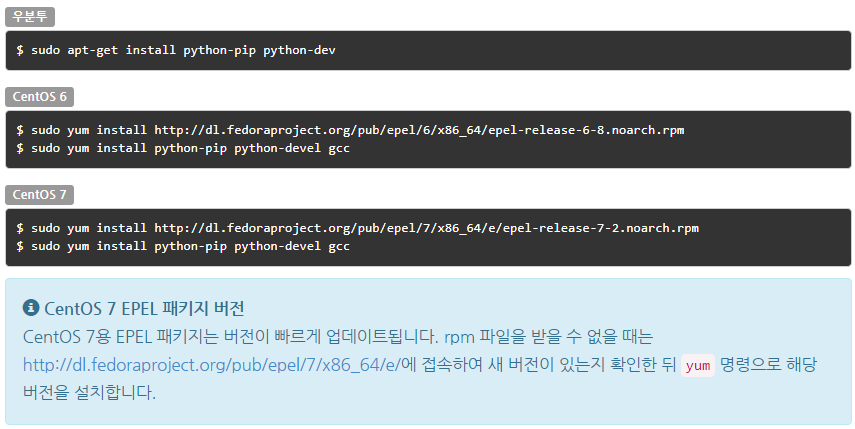 우분투
$ sudo apt-get install python-pip python-dev
CentOS 6
$ sudo yum install http://dl.fedoraproject.org/pub/epel/6/x86_64/epel-release-6-8.noarch.rpm
$ sudo yum install python-pip python-devel gcc
CentOS 7
$ sudo yum install http://dl.fedoraproject.org/pub/epel/7/x86_64/e/epel-release-7-2.noarch.rpm
$ sudo yum install python-pip python-devel gcc
CentOS 7 EPEL 패키지 버전
CentOS 7용 EPEL 패키지는 버전이 빠르게 업데이트됩니다. rpm 파일을 받을 수 없을 때는
http://dl.fedoraproject.org/pub/epel/7/x86_64/e/에 접속하여 새 버전이 있는지 확인한 뒤 yum 명령으로 해당
버전을 설치합니다.